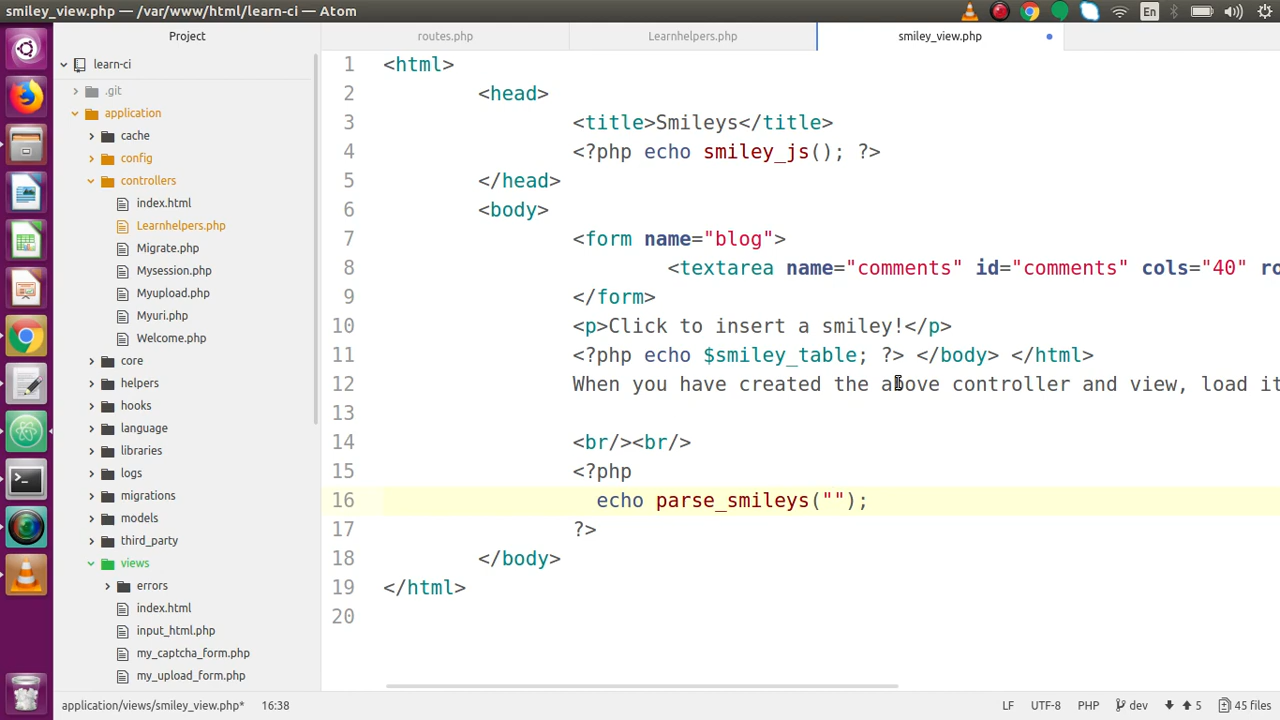 smiley_view.php — /var/www/html/learn-ci — Atom
En
Project
routes.php
Learnhelpers.php
smiley_view.php
learn-ci
.git
application
cache
config
controllers
index.html
Learnhelpers.php
Migrate.php
Mysession.php
Myupload.php
Myuri.php
Welcome.php
core
helpers
hooks
language
libraries
logs
migrations
models
third_party
views
errors
index.html
input_html.php
my_captcha_form.php
my_upload_form.php
1 <html>
2 <head>
3 <title>Smileys</title>
4 <?php echo smiley_js(); ?>
5 </head>
6 <body>
7 <form name="blog">
8 <textarea name="comments" id="comments" cols="40" ro
9 </form>
10 <p>Click to insert a smiley!</p>
11 <?php echo $smiley_table; ?> </body> </html>
12 When you have created the above controller and view, load it
13
14 <br/><br/>
15 <?php
16 echo parse_smileys("");
17 ?>
18 </body>
19 </html>
20
application/views/smiley_view.php* 16:38
LF UTF-8 PHP dev 5 45 files